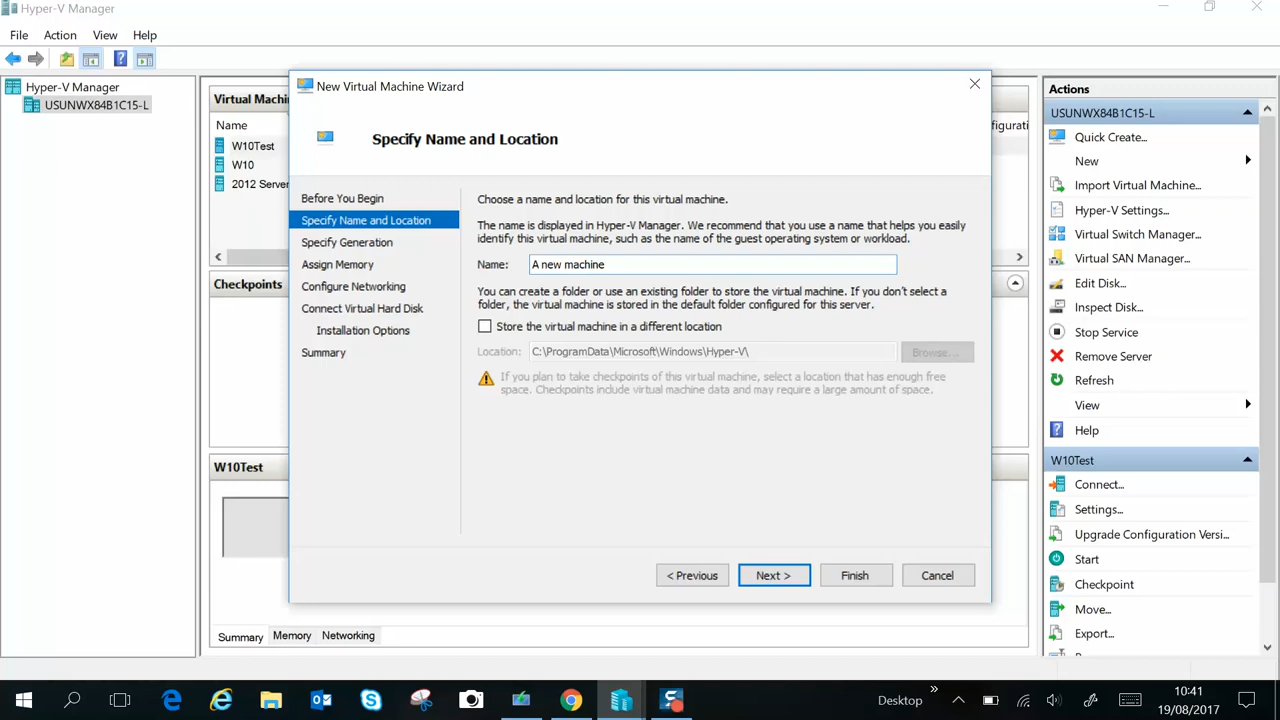 Hyper-V Manager
File Action View Help
Hyper-V Manager
USUNWX84B1C15-L
Virtual Machin
Name
figurati
W10Test
W10
2012 Server
Checkpoints
W10Test
Summary Memory Networking
New Virtual Machine Wizard
Specify Name and Location
Before You Begin
Specify Name and Location
Specify Generation
Assign Memory
Configure Networking
Connect Virtual Hard Disk
Installation Options
Summary
Choose a name and location for this virtual machine.
The name is displayed in Hyper-V Manager. We recommend that you use a name that helps you easily
identify this virtual machine, such as the name of the guest operating system or workload.
Name: A new machine
You can create a folder or use an existing folder to store the virtual machine. If you don't select a
folder, the virtual machine is stored in the default folder configured for this server.
Store the virtual machine in a different location
Location: C:\ProgramData\Microsoft\Windows\Hyper-V\ Browse...
If you plan to take checkpoints of this virtual machine, select a location that has enough free
space. Checkpoints include virtual machine data and may require a large amount of space.
< Previous Next > Finish Cancel
Actions
USUNWX84B1C15-L
Quick Create...
New
Import Virtual Machine...
Hyper-V Settings...
Virtual Switch Manager...
Virtual SAN Manager...
Edit Disk...
Inspect Disk...
Stop Service
Remove Server
Refresh
View
Help
W10Test
Connect...
Settings...
Upgrade Configuration Versi...
Start
Checkpoint
Move...
Export...
Desktop
10:41
19/08/2017